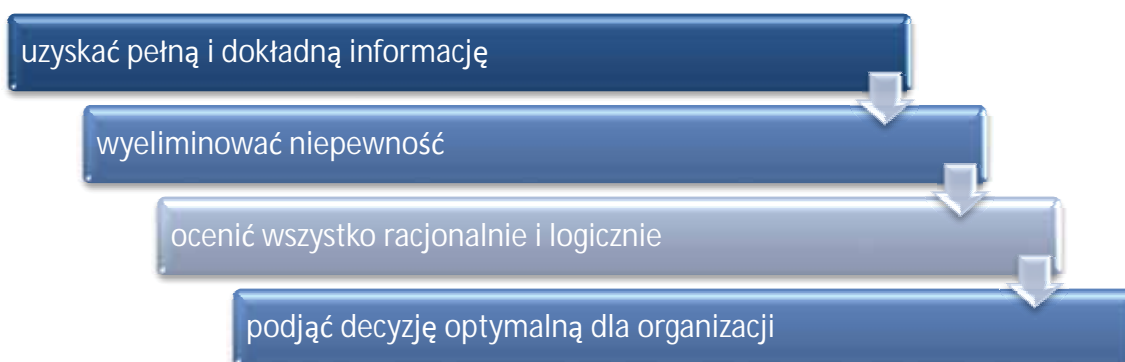 uzyskać pełną i dokładną informację
wyeliminować niepewność
ocenić wszystko racjonalnie i logicznie
podjąć decyzję optymalną dla organizacji